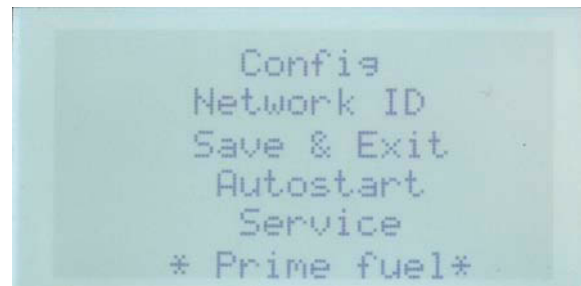 Config
Network ID
Save & Exit
Autostart
Service
* Prime fuel*